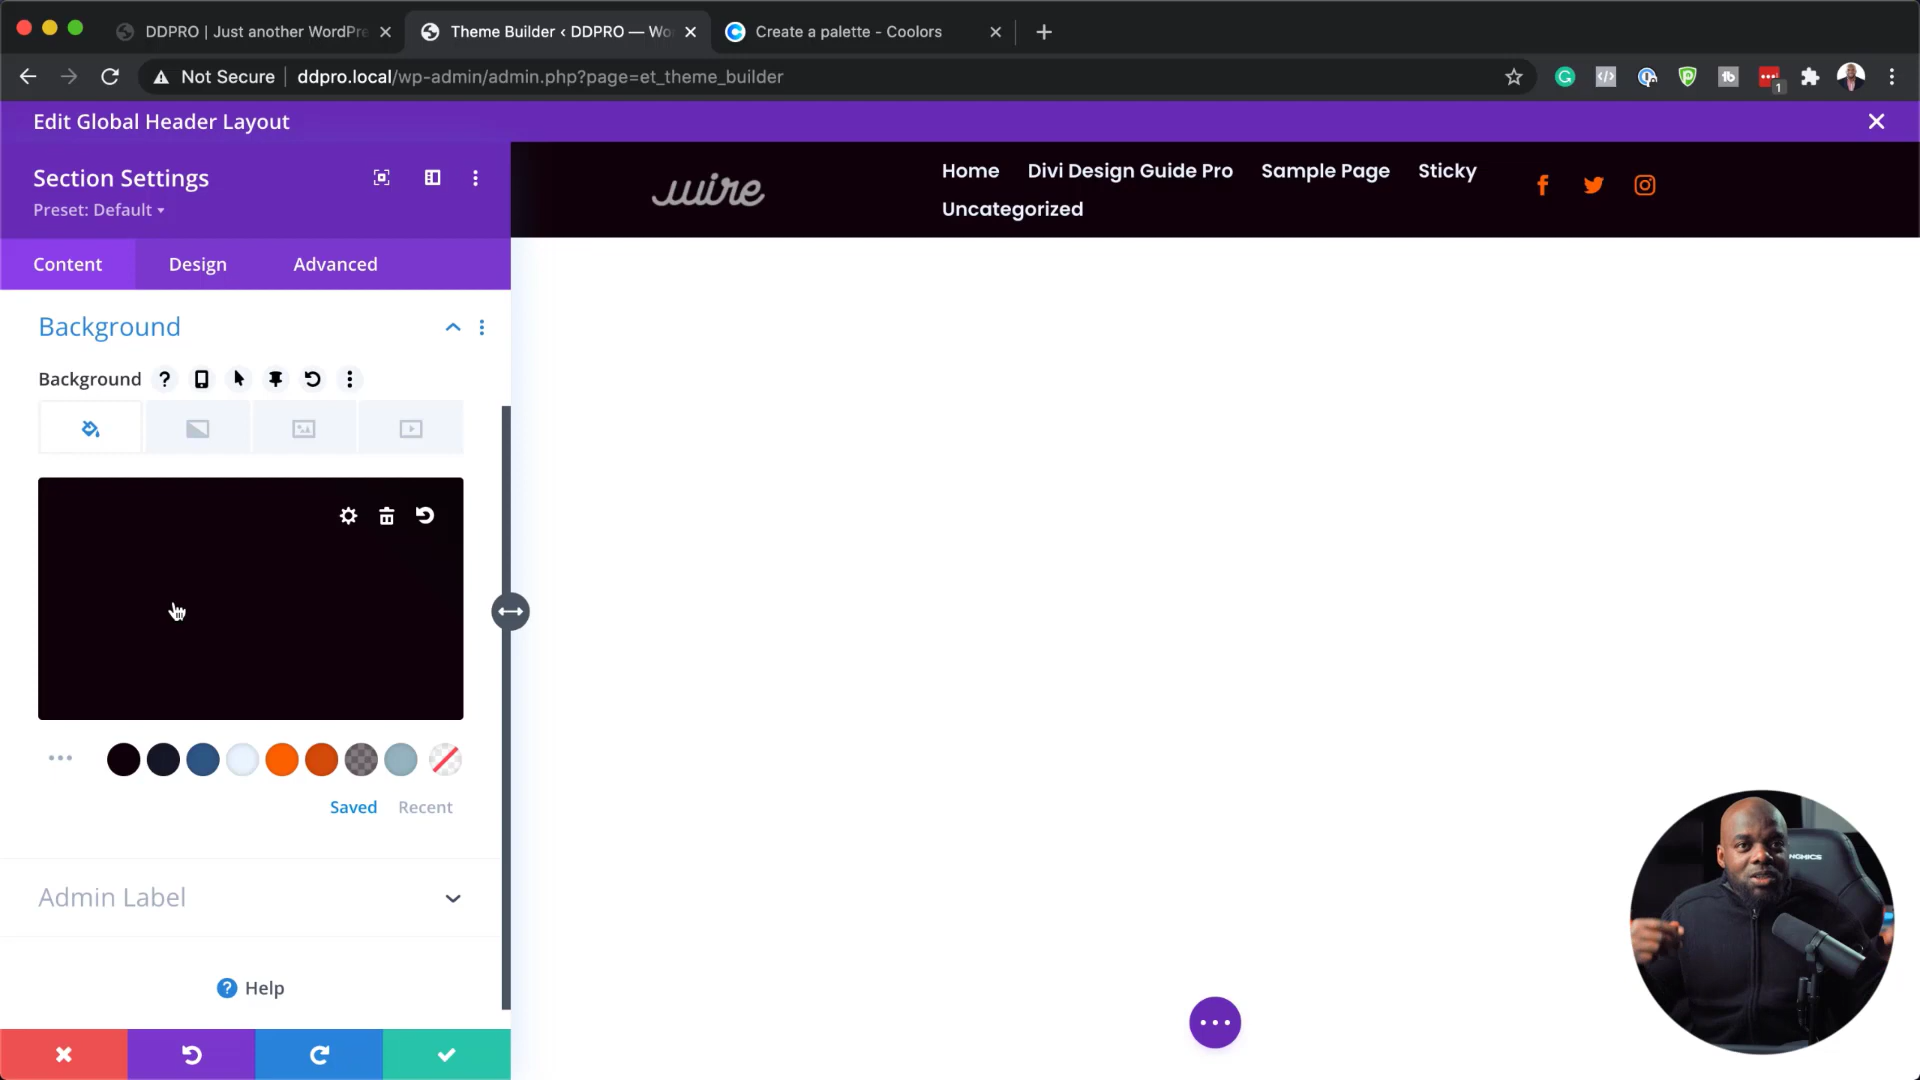 DDPRO | Just another WordPre
Theme Builder ‹ DDPRO — Wo
Create a palette - Coolors
Not Secure
ddpro.local/wp-admin/admin.php?page=et_theme_builder
1
Edit Global Header Layout
Section Settings
Preset: Default
Content
Design
Advanced
wire
Home
Divi Design Guide Pro
Sample Page
Sticky
Uncategorized
Background
Background
Saved
Recent
Admin Label
Help